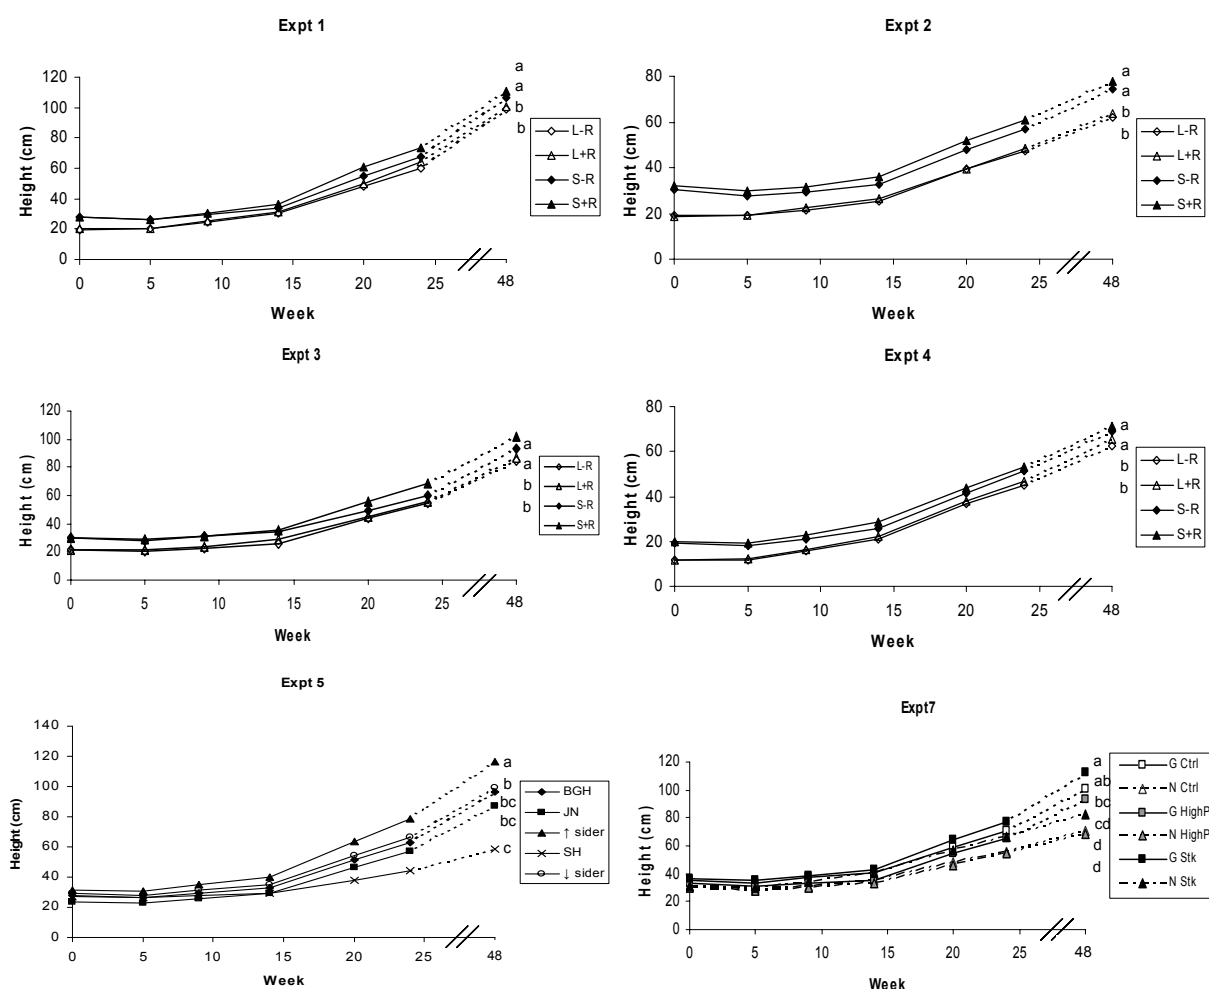 Expt 1
120
100
80
60
40
20
0
Height (cm)
0 5 10 15 20 25 48
Week
a
a
b
b
L-R
L+R
S-R
S+R
Expt 2
80
60
40
20
0
Height (cm)
0 5 10 15 20 25 48
Week
a
a
b
b
L-R
L+R
S-R
S+R
Expt 3
120
100
80
60
40
20
0
Height (cm)
0 5 10 15 20 25 48
Week
a
a
b
b
L-R
L+R
S-R
S+R
Expt 4
80
60
40
20
0
Height (cm)
0 5 10 15 20 25 48
Week
a
a
b
b
L-R
L+R
S-R
S+R
Expt 5
140
120
100
80
60
40
20
0
Height (cm)
0 5 10 15 20 25 48
Week
a
b
bc
bc
c
BGH
JN
↑ sider
SH
↓ sider
Expt7
120
100
80
60
40
20
0
Height (cm)
0 5 10 15 20 25 48
Week
a
ab
bc
cd
d
G Ctrl
N Ctrl
G HighP
N HighP
G Stk
N Stk